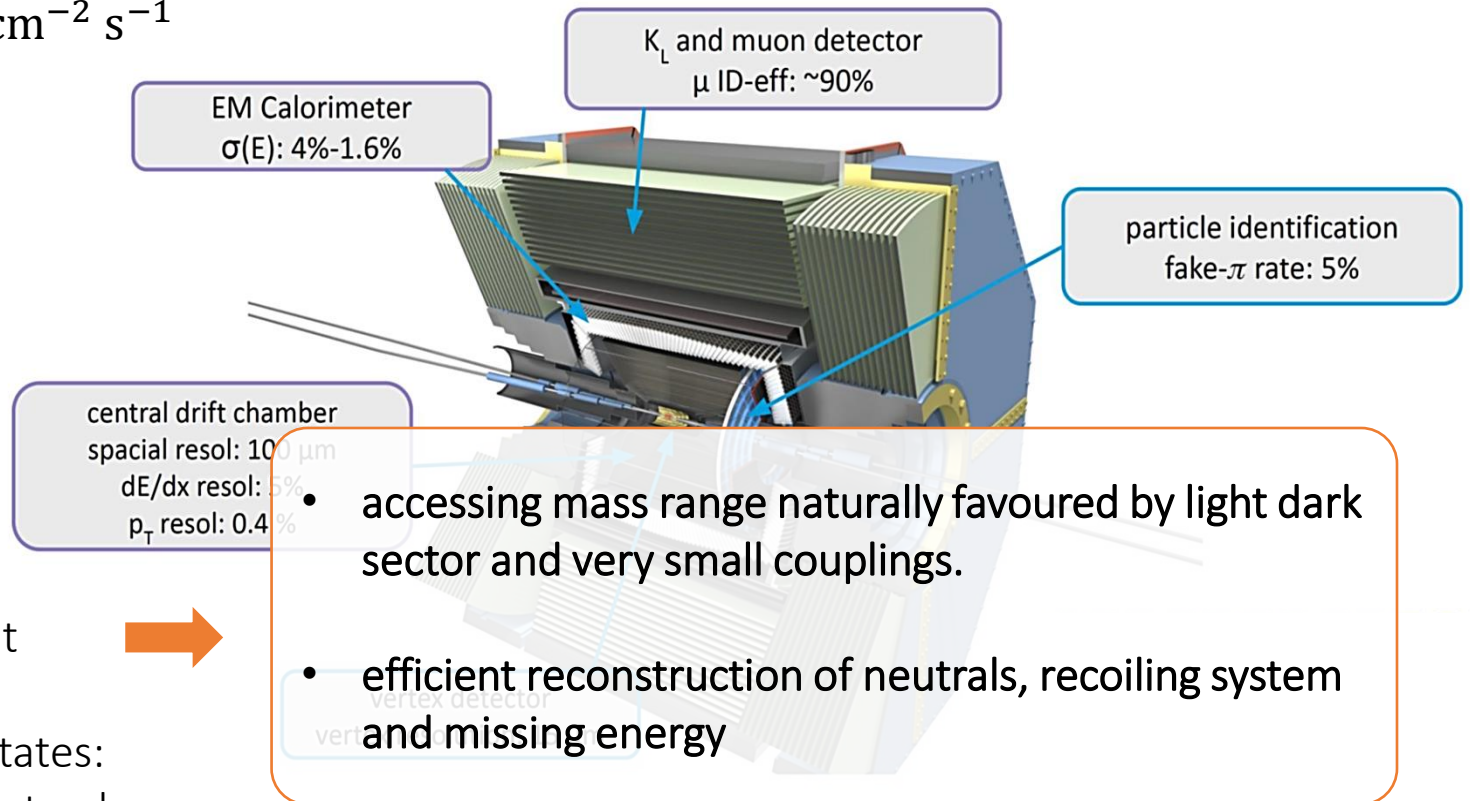 cm⁻² s⁻¹
K_L and muon detector
μ ID-eff: ~90%
EM Calorimeter
σ(E): 4%-1.6%
particle identification
fake-π rate: 5%
central drift chamber
spacial resol: 100 μm
dE/dx resol: 5%
p_T resol: 0.4 %
• accessing mass range naturally favoured by light dark
sector and very small couplings.
• efficient reconstruction of neutrals, recoiling system
and missing energy
vertex detector
t
tates: